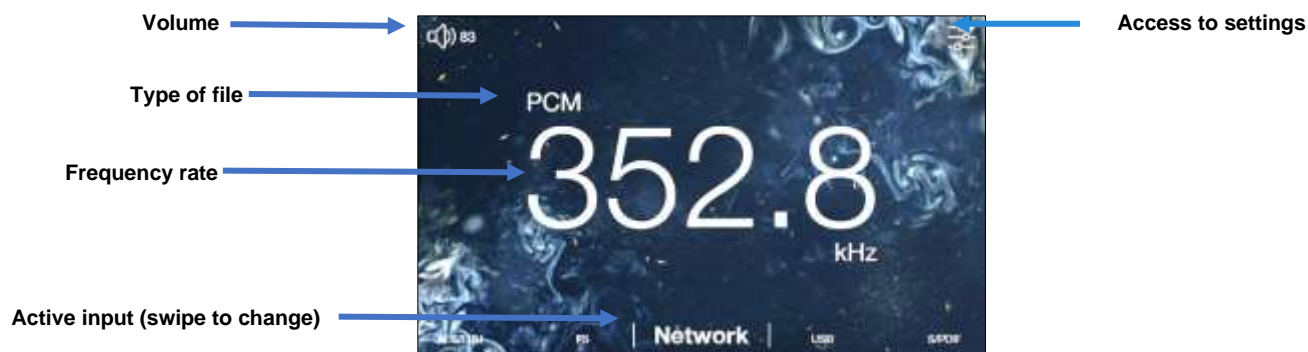 Volume
Access to settings
83
Type of file
PCM
Frequency rate
352.8
kHz
Active input (swipe to change)
Network
USB
S/PDIF